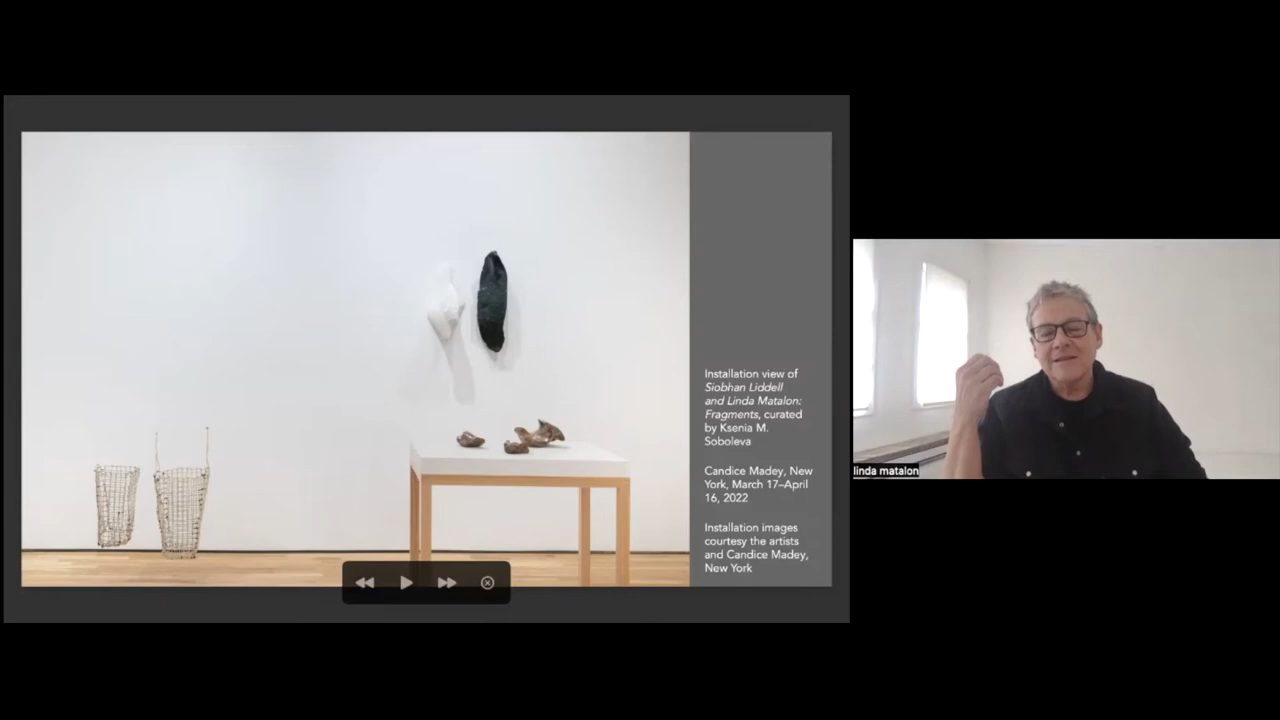 Installation view of
Siobhan Liddell
and Linda Matalon:
Fragments, curated
by Ksenia M.
Soboleva
Candice Madey, New
York, March 17–April
16, 2022
Installation images
courtesy the artists
and Candice Madey,
New York
linda matalon